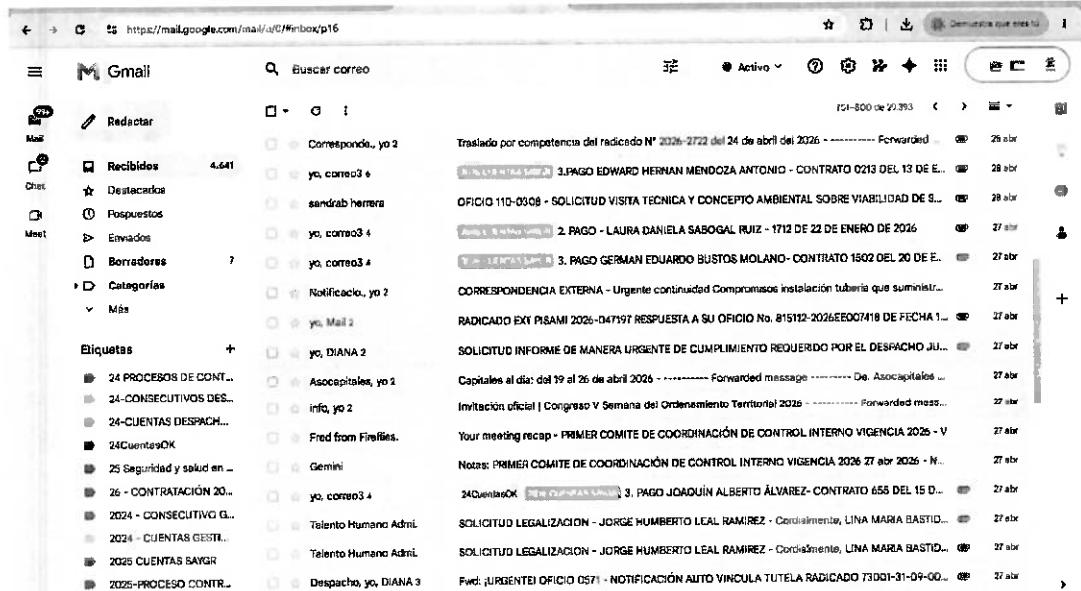 https://mail.google.com/mail/u/0/#inbox/p16
Demuestra que eres tú
Gmail
Buscar correo
Activo
99+
Mail
Chat
Meet
Redactar
Recibidos 4.641
Destacados
Pospuestos
Enviados
Borradores 7
Categorías
Más
Etiquetas +
24 PROCESOS DE CONT...
24-CONSECUTIVOS DES...
24-CUENTAS DESPACH...
24CuentasOK
25 Seguridad y salud en ...
26 - CONTRATACIÓN 20...
2024 - CONSECUTIVO G...
2024 - CUENTAS GESTI...
2025 CUENTAS SAYGR
2025-PROCESO CONTR...
751–800 de 29.393
Corresponde., yo 2 Traslado por competencia del radicado N° 2026-2722 del 24 de abril del 2026 - ---------- Forwarded ...
yo, correo3 6 3.PAGO EDWARD HERNAN MENDOZA ANTONIO - CONTRATO 0213 DEL 13 DE E... 28 abr
sandrab herrera OFICIO 110-0308 - SOLICITUD VISITA TECNICA Y CONCEPTO AMBIENTAL SOBRE VIABILIDAD DE S... 28 abr
yo, correo3 4 2. PAGO - LAURA DANIELA SABOGAL RUIZ - 1712 DE 22 DE ENERO DE 2026 27 abr
yo, correo3 4 3. PAGO GERMAN EDUARDO BUSTOS MOLANO- CONTRATO 1502 DEL 20 DE E... 27 abr
Notificacio., yo 2 CORRESPONDENCIA EXTERNA - Urgente continuidad Compromisos instalación tuberia que suministr... 27 abr
yo, Mail 2 RADICADO EXT PISAMI 2026-047197 RESPUESTA A SU OFICIO No. 815112-2026EE007418 DE FECHA 1... 27 abr
yo, DIANA 2 SOLICITUD INFORME DE MANERA URGENTE DE CUMPLIMIENTO REQUERIDO POR EL DESPACHO JU... 27 abr
Asocapitales, yo 2 Capitales al día: del 19 al 26 de abril 2026 - ---------- Forwarded message --------- De: Asocapitales ... 27 abr
info, yo 2 Invitación oficial | Congreso V Semana del Ordenamiento Territorial 2026 - ---------- Forwarded mess... 27 abr
Fred from Fireflies. Your meeting recap - PRIMER COMITE DE COORDINACIÓN DE CONTROL INTERNO VIGENCIA 2026 - V 27 abr
Gemini Notas: PRIMER COMITE DE COORDINACIÓN DE CONTROL INTERNO VIGENCIA 2026 27 abr 2026 - N... 27 abr
yo, correo3 4 24CuentasOK 3. PAGO JOAQUÍN ALBERTO ÁLVAREZ- CONTRATO 655 DEL 15 D... 27 abr
Talento Humano Admi. SOLICITUD LEGALIZACION - JORGE HUMBERTO LEAL RAMIREZ - Cordialmente, LINA MARIA BASTID... 27 abr
Talento Humano Admi. SOLICITUD LEGALIZACION - JORGE HUMBERTO LEAL RAMIREZ - Cordialmente, LINA MARIA BASTID... 27 abr
Despacho, yo, DIANA 3 Fwd: ¡URGENTE! OFICIO 0571 - NOTIFICACIÓN AUTO VINCULA TUTELA RADICADO 73001-31-09-00... 27 abr